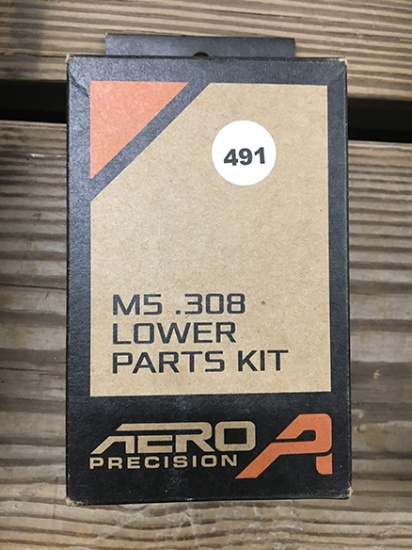 491
M5 .308
LOWER
PARTS KIT
AERO
PRECISION